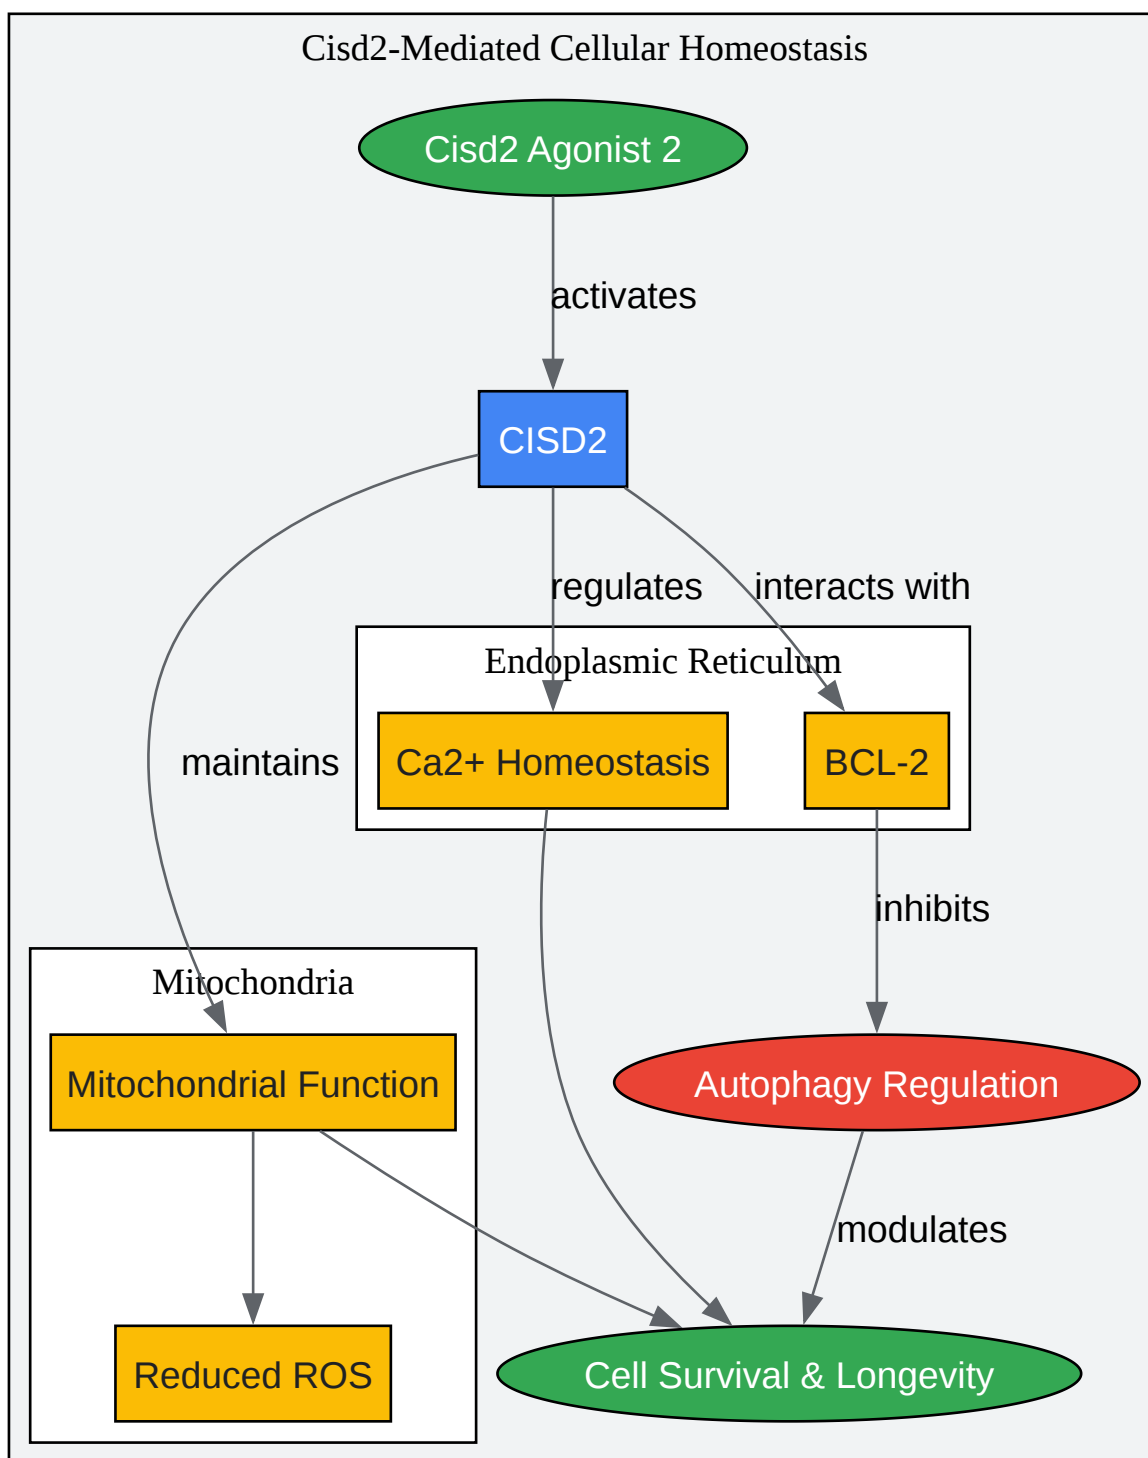 Cisd2-Mediated Cellular Homeostasis
Cisd2 Agonist 2
activates
CISD2
regulates
interacts with
Endoplasmic Reticulum
maintains
Ca2+ Homeostasis
BCL-2
inhibits
Mitochondria
Mitochondrial Function
Autophagy Regulation
modulates
Reduced ROS
Cell Survival & Longevity